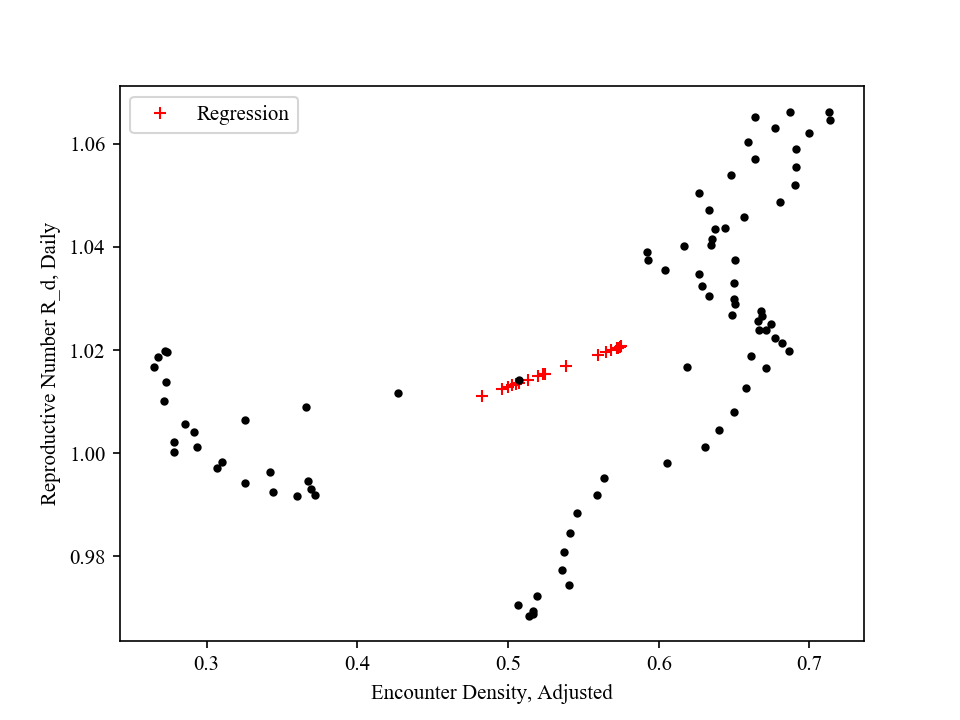 Regression
1.06
1.04
1.02
1.00
0.98
Reproductive Number R_d, Daily
0.3 0.4 0.5 0.6 0.7
Encounter Density, Adjusted